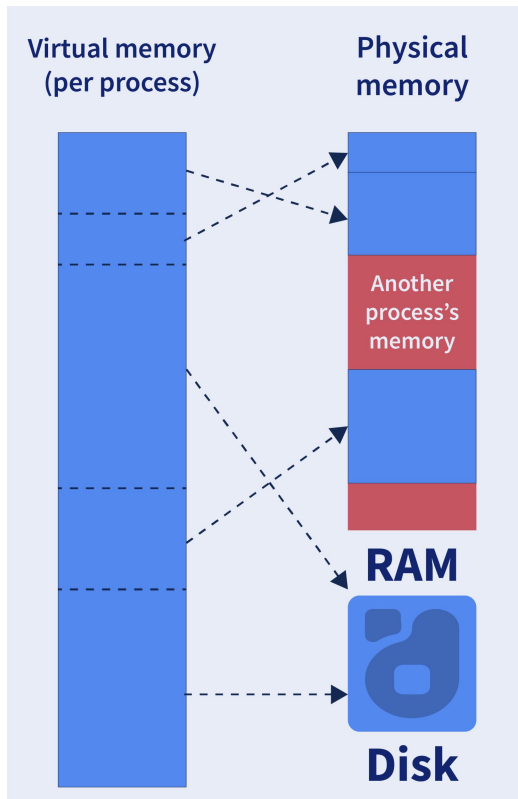 Virtual memory
(per process)
Physical
memory
Another
process's
memory
RAM
Disk